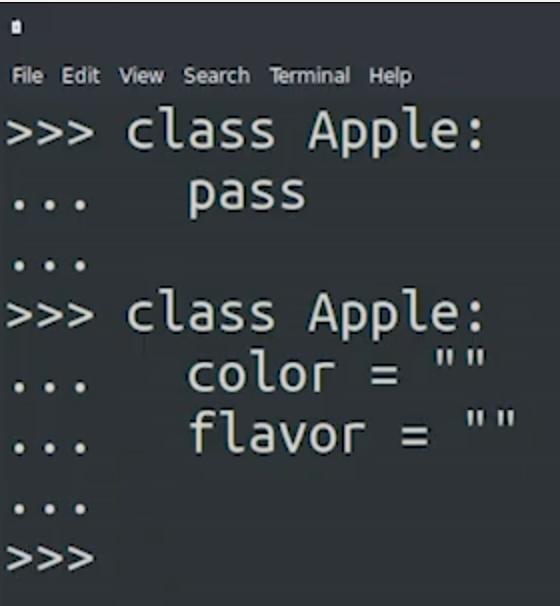 File Edit View Search Terminal Help
>>> class Apple:
...   pass
...
>>> class Apple:
...   color = ""
...   flavor = ""
...
>>>